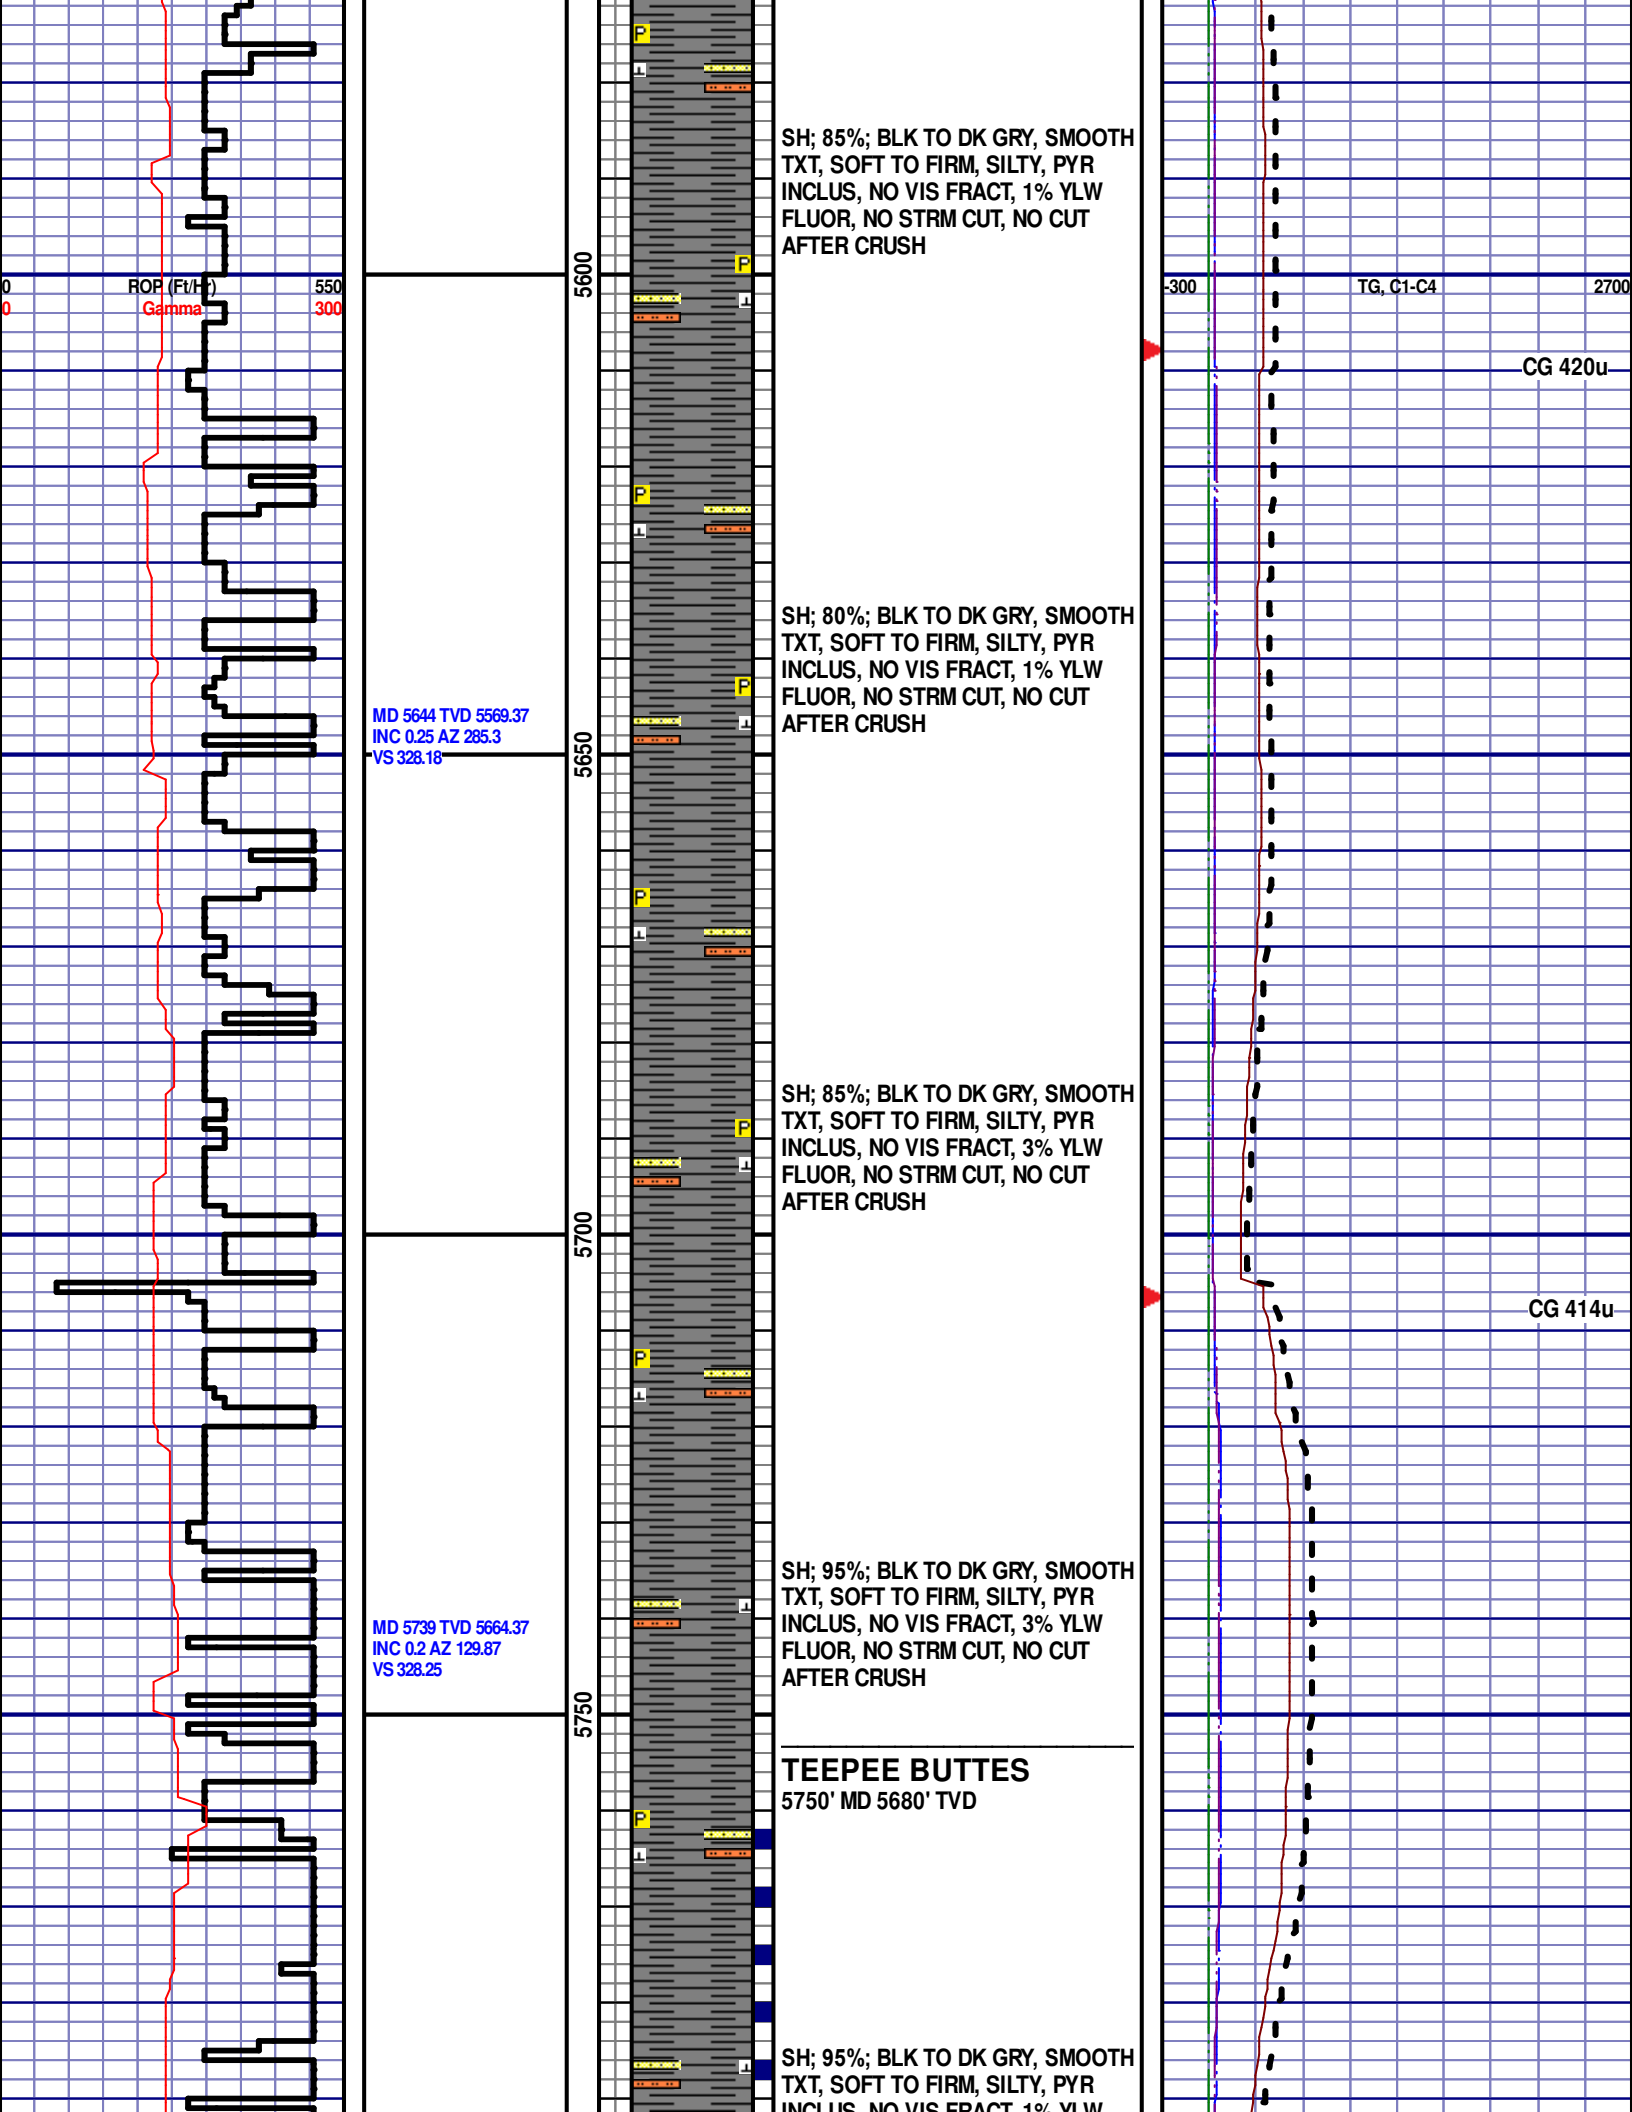 SH; 85%; BLK TO DK GRY, SMOOTH
TXT, SOFT TO FIRM, SILTY, PYR
INCLUS, NO VIS FRACT, 1% YLW
FLUOR, NO STRM CUT, NO CUT
AFTER CRUSH
0 ROP (Ft/Hr) 550
0 Gamma 300
5600
-300 TG, C1-C4 2700
CG 420u
SH; 80%; BLK TO DK GRY, SMOOTH
TXT, SOFT TO FIRM, SILTY, PYR
INCLUS, NO VIS FRACT, 1% YLW
FLUOR, NO STRM CUT, NO CUT
AFTER CRUSH
MD 5644 TVD 5569.37
INC 0.25 AZ 285.3
VS 328.18
5650
SH; 85%; BLK TO DK GRY, SMOOTH
TXT, SOFT TO FIRM, SILTY, PYR
INCLUS, NO VIS FRACT, 3% YLW
FLUOR, NO STRM CUT, NO CUT
AFTER CRUSH
5700
CG 414u
SH; 95%; BLK TO DK GRY, SMOOTH
TXT, SOFT TO FIRM, SILTY, PYR
INCLUS, NO VIS FRACT, 3% YLW
FLUOR, NO STRM CUT, NO CUT
AFTER CRUSH
MD 5739 TVD 5664.37
INC 0.2 AZ 129.87
VS 328.25
5750
TEEPEE BUTTES
5750' MD 5680' TVD
SH; 95%; BLK TO DK GRY, SMOOTH
TXT, SOFT TO FIRM, SILTY, PYR
INCLUS, NO VIS FRACT, 1% YLW
P
P
P
P
P
P
P
P